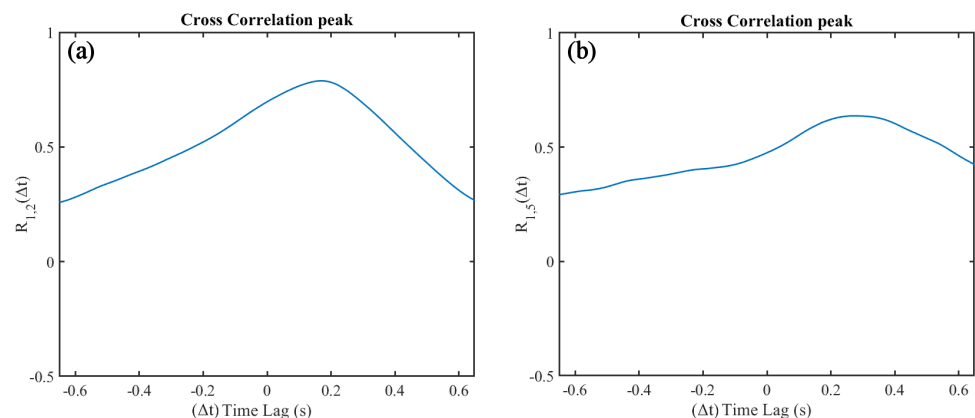 Cross Correlation peak
(a)
1
0.5
0
-0.5
R1,2(Δt)
-0.6 -0.4 -0.2 0 0.2 0.4 0.6
(Δt) Time Lag (s)
Cross Correlation peak
(b)
1
0.5
0
-0.5
R1,5(Δt)
-0.6 -0.4 -0.2 0 0.2 0.4 0.6
(Δt) Time Lag (s)